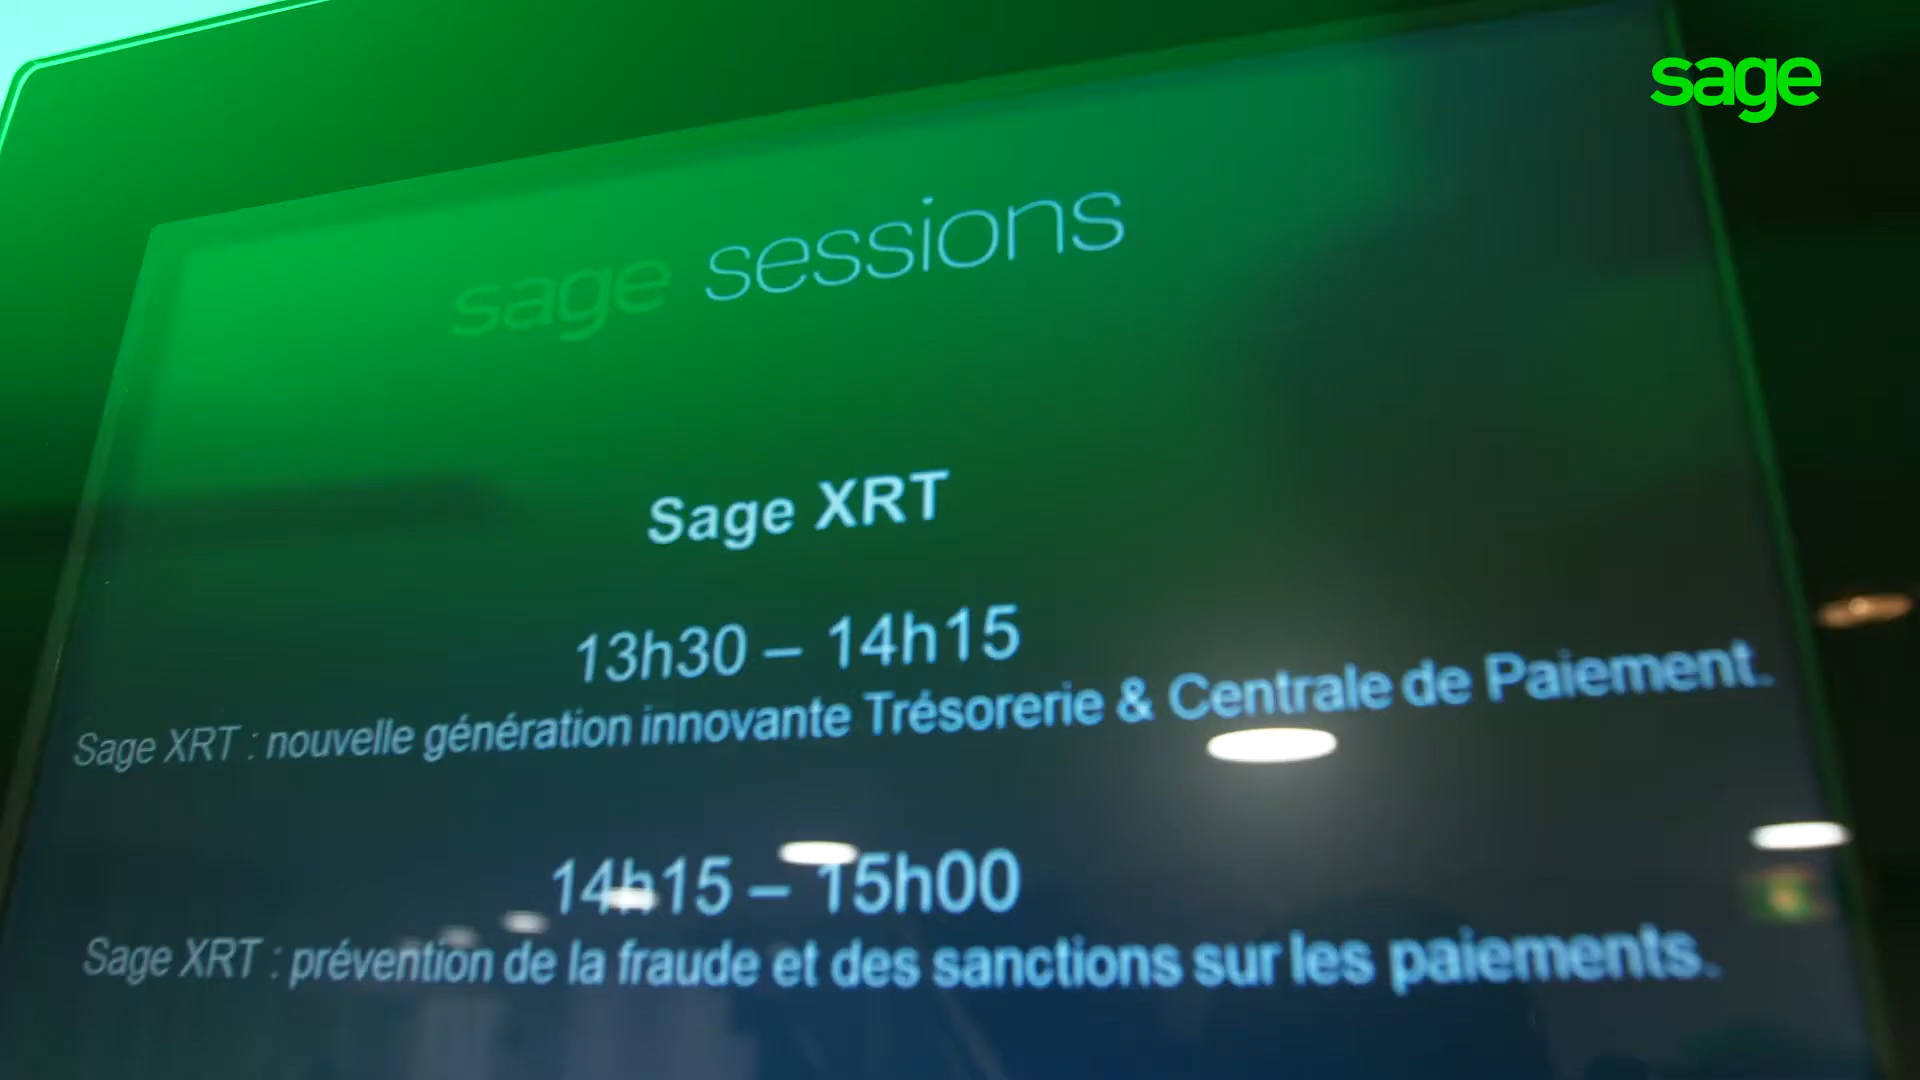 sage
sage sessions
Sage XRT
13h30 – 14h15
Sage XRT : nouvelle génération innovante Trésorerie & Centrale de Paiement.
14h15 – 15h00
Sage XRT : prévention de la fraude et des sanctions sur les paiements.